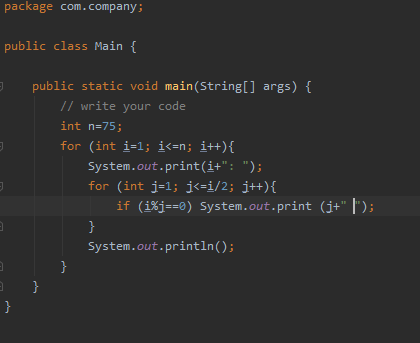 package com.company;
public class Main {
public static void main(String[] args) {
// write your code
int n=75;
for (int i=1; i<=n; i++){
System.out.print(i+": ");
for (int j=1; j<=i/2; j++){
if (i%j==0) System.out.print (j+" ");
}
System.out.println();
}
}
}